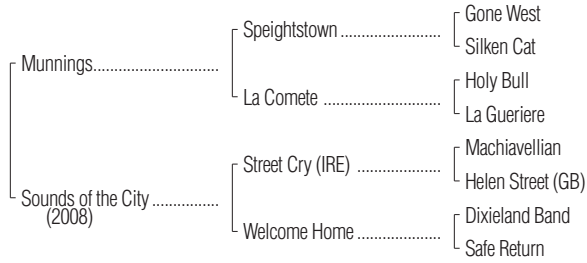 Gone West
Speightstown
Silken Cat
Munnings
Holy Bull
La Comete
La Gueriere
Machiavellian
Street Cry (IRE)
Helen Street (GB)
Sounds of the City
(2008)
Dixieland Band
Welcome Home
Safe Return